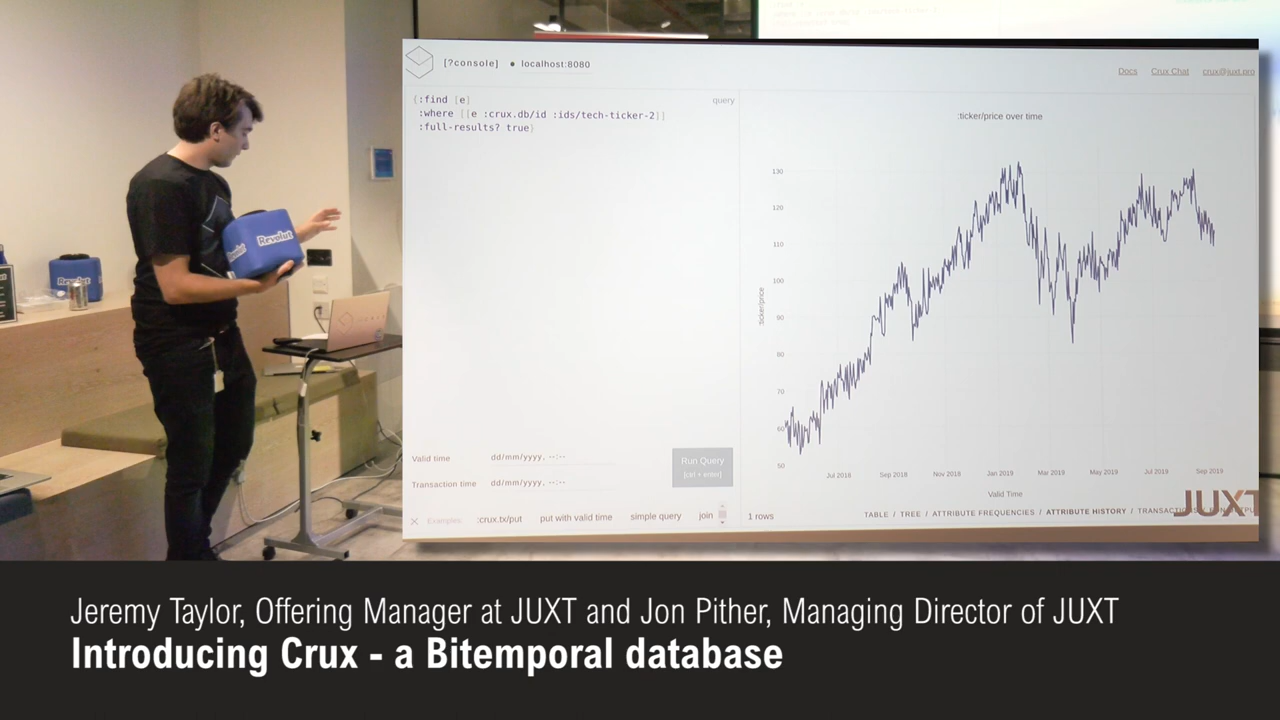 [?console] ● localhost:8080
Docs Crux Chat crux@juxt.pro
{:find [e]
:where [[e :crux.db/id :ids/tech-ticker-2]]
:full-results? true}
query
:ticker/price over time
130
120
110
100
90
80
70
60
50
ticker/price
Jul 2018 Sep 2018 Nov 2018 Jan 2019 Mar 2019 May 2019 Jul 2019 Sep 2019
Valid Time
Valid time dd/mm/yyyy, --:--
Transaction time dd/mm/yyyy, --:--
Run Query
[ctrl + enter]
Examples: :crux.tx/put put with valid time simple query join
1 rows
TABLE / TREE / ATTRIBUTE FREQUENCIES / ATTRIBUTE HISTORY /
JUXT
Revolut
Revolut
Jeremy Taylor, Offering Manager at JUXT and Jon Pither, Managing Director of JUXT
Introducing Crux - a Bitemporal database